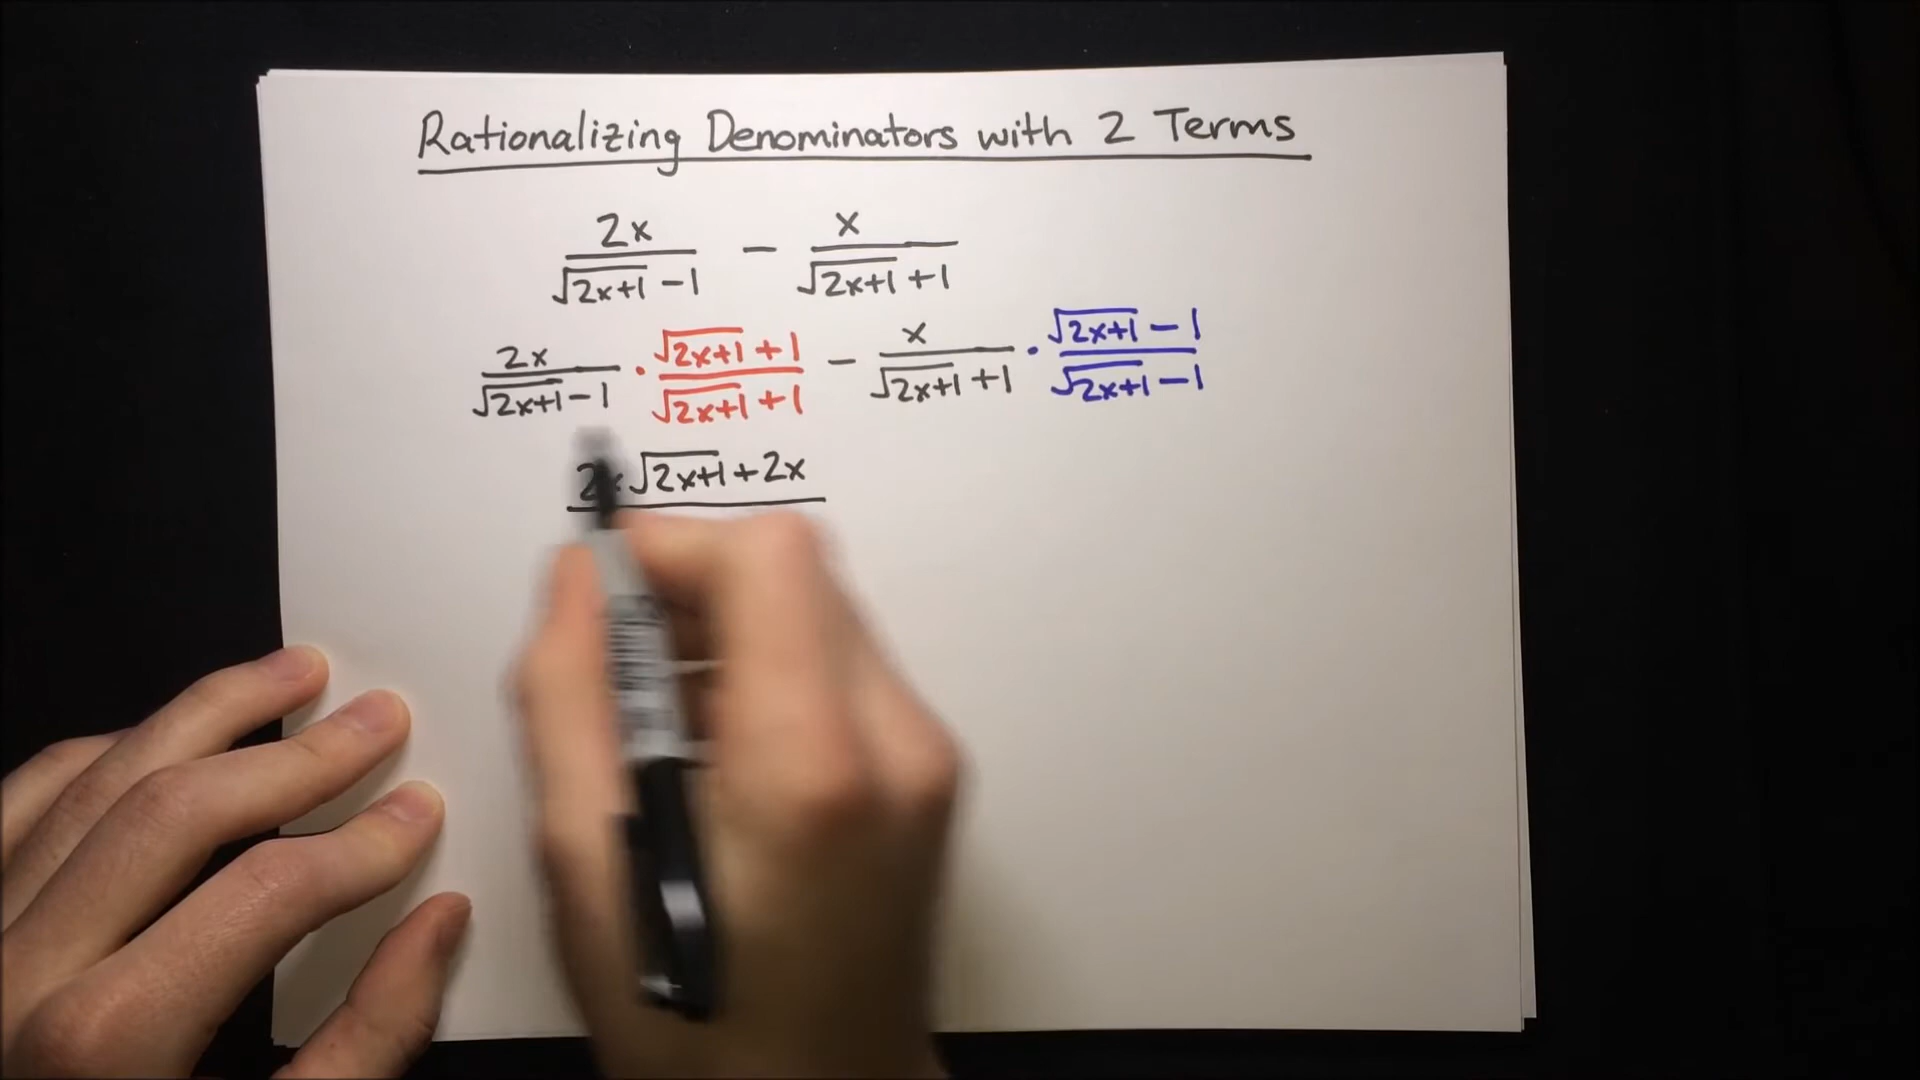 Rationalizing Denominators with 2 Terms
2x/(√(2x+1) - 1) - x/(√(2x+1) + 1)
2x/(√(2x+1) - 1) · (√(2x+1) + 1)/(√(2x+1) + 1) - x/(√(2x+1) + 1) · (√(2x+1) - 1)/(√(2x+1) - 1)
2x√(2x+1) + 2x